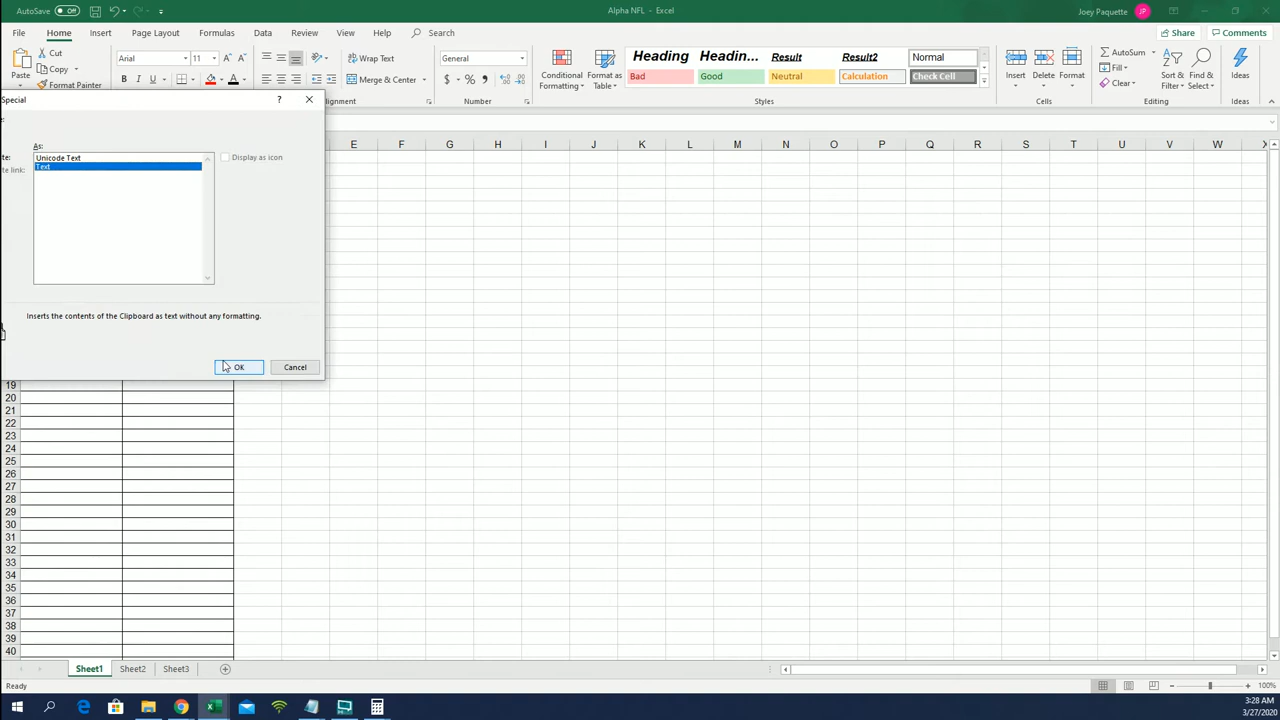 AutoSave Off
Alpha NFL - Excel
Joey Paquette JP
File Home Insert Page Layout Formulas Data Review View Help Search
Share Comments
Paste
Cut
Copy
Format Painter
Arial 11
B I U
Wrap Text
Merge & Center
General
$ % ,
Conditional Formatting
Format as Table
Heading Headin... Result Result2 Normal
Bad Good Neutral Calculation Check Cell
Insert Delete Format
AutoSum
Fill
Clear
Sort & Filter
Find & Select
Ideas
lignment Number Styles Cells Editing Ideas
Special ? ×
As:
Unicode Text
Text
te:
te link:
Display as icon
Inserts the contents of the Clipboard as text without any formatting.
OK Cancel
E F G H I J K L M N O P Q R S T U V W X
19
20
21
22
23
24
25
26
27
28
29
30
31
32
33
34
35
36
37
38
39
40
Sheet1 Sheet2 Sheet3
Ready
100%
3:28 AM
3/27/2020